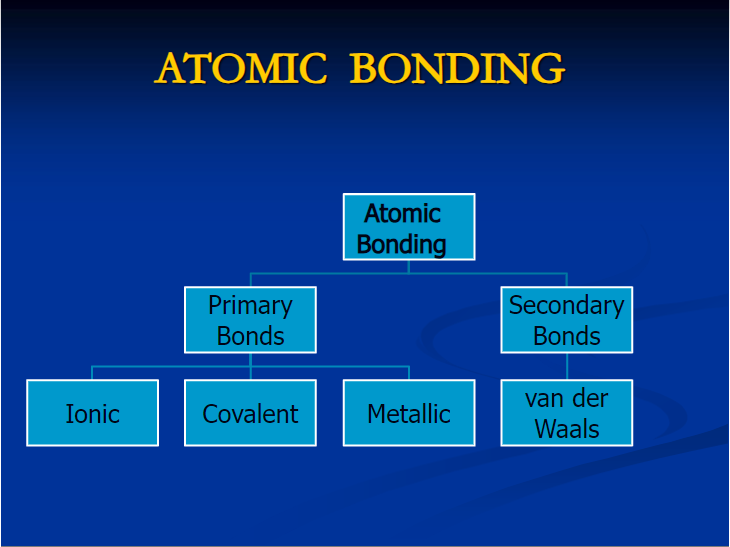 ATOMIC BONDING
Atomic
Bonding
Primary
Bonds
Secondary
Bonds
Ionic
Covalent
Metallic
van der
Waals